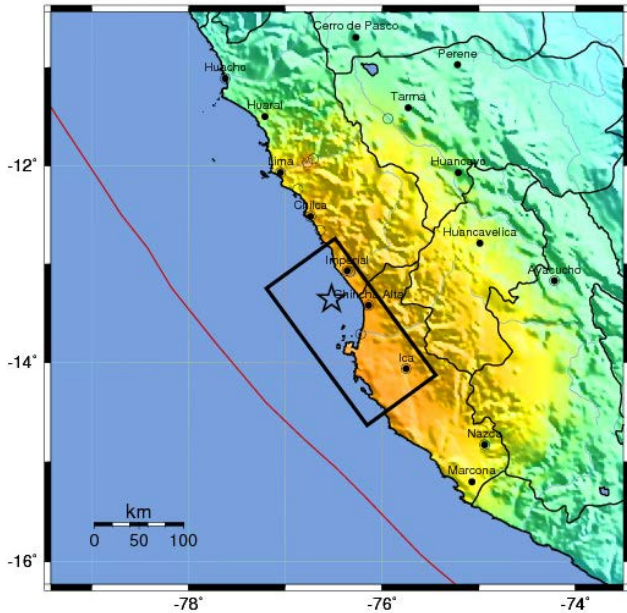 Cerro de Pasco
Perene
Huacho
Tarma
Huaral
-12°
Lima
Huancayo
Chilca
Huancavelica
Imperial
Ayacucho
Chincha Alta
-14°
Ica
Nazca
Marcona
km
0 50 100
-16°
-78° -76° -74°